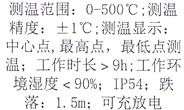 测温范围：0-500℃;测温
精度：±1℃;测温显示：
中心点,最高点，最低点测
温；工作时长>9h;工作环
境湿度<90%；IP54；跌
落：1.5m；可充放电